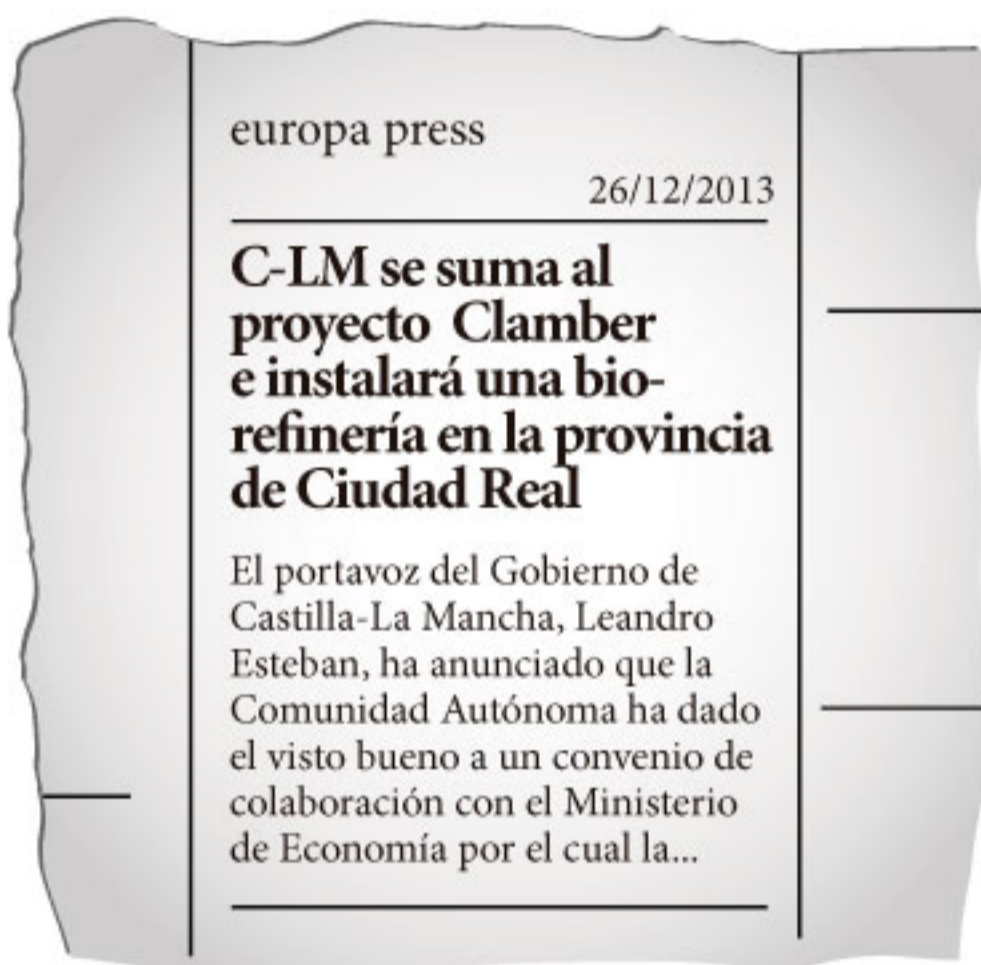 europa press
26/12/2013
C-LM se suma al
proyecto Clamber
e instalará una bio-
refinería en la provincia
de Ciudad Real
El portavoz del Gobierno de
Castilla-La Mancha, Leandro
Esteban, ha anunciado que la
Comunidad Autónoma ha dado
el visto bueno a un convenio de
colaboración con el Ministerio
de Economía por el cual la...